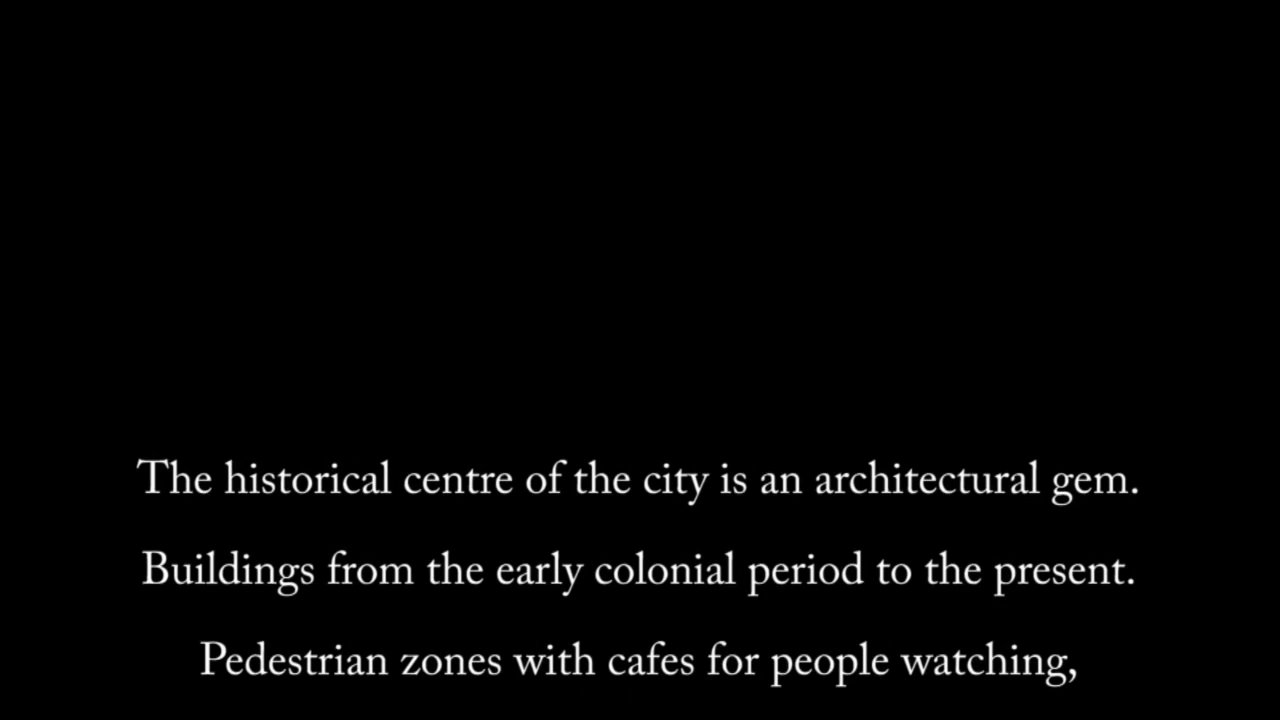 The historical centre of the city is an architectural gem.
Buildings from the early colonial period to the present.
Pedestrian zones with cafes for people watching,